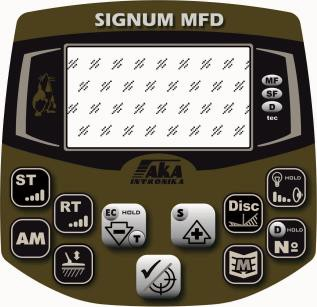 SIGNUM MFD
MF
SF
D
tec
AKA
INTRONIKA
ST
RT
AM
EC HOLD
T
S
Disc
HOLD
D HOLD
№
M